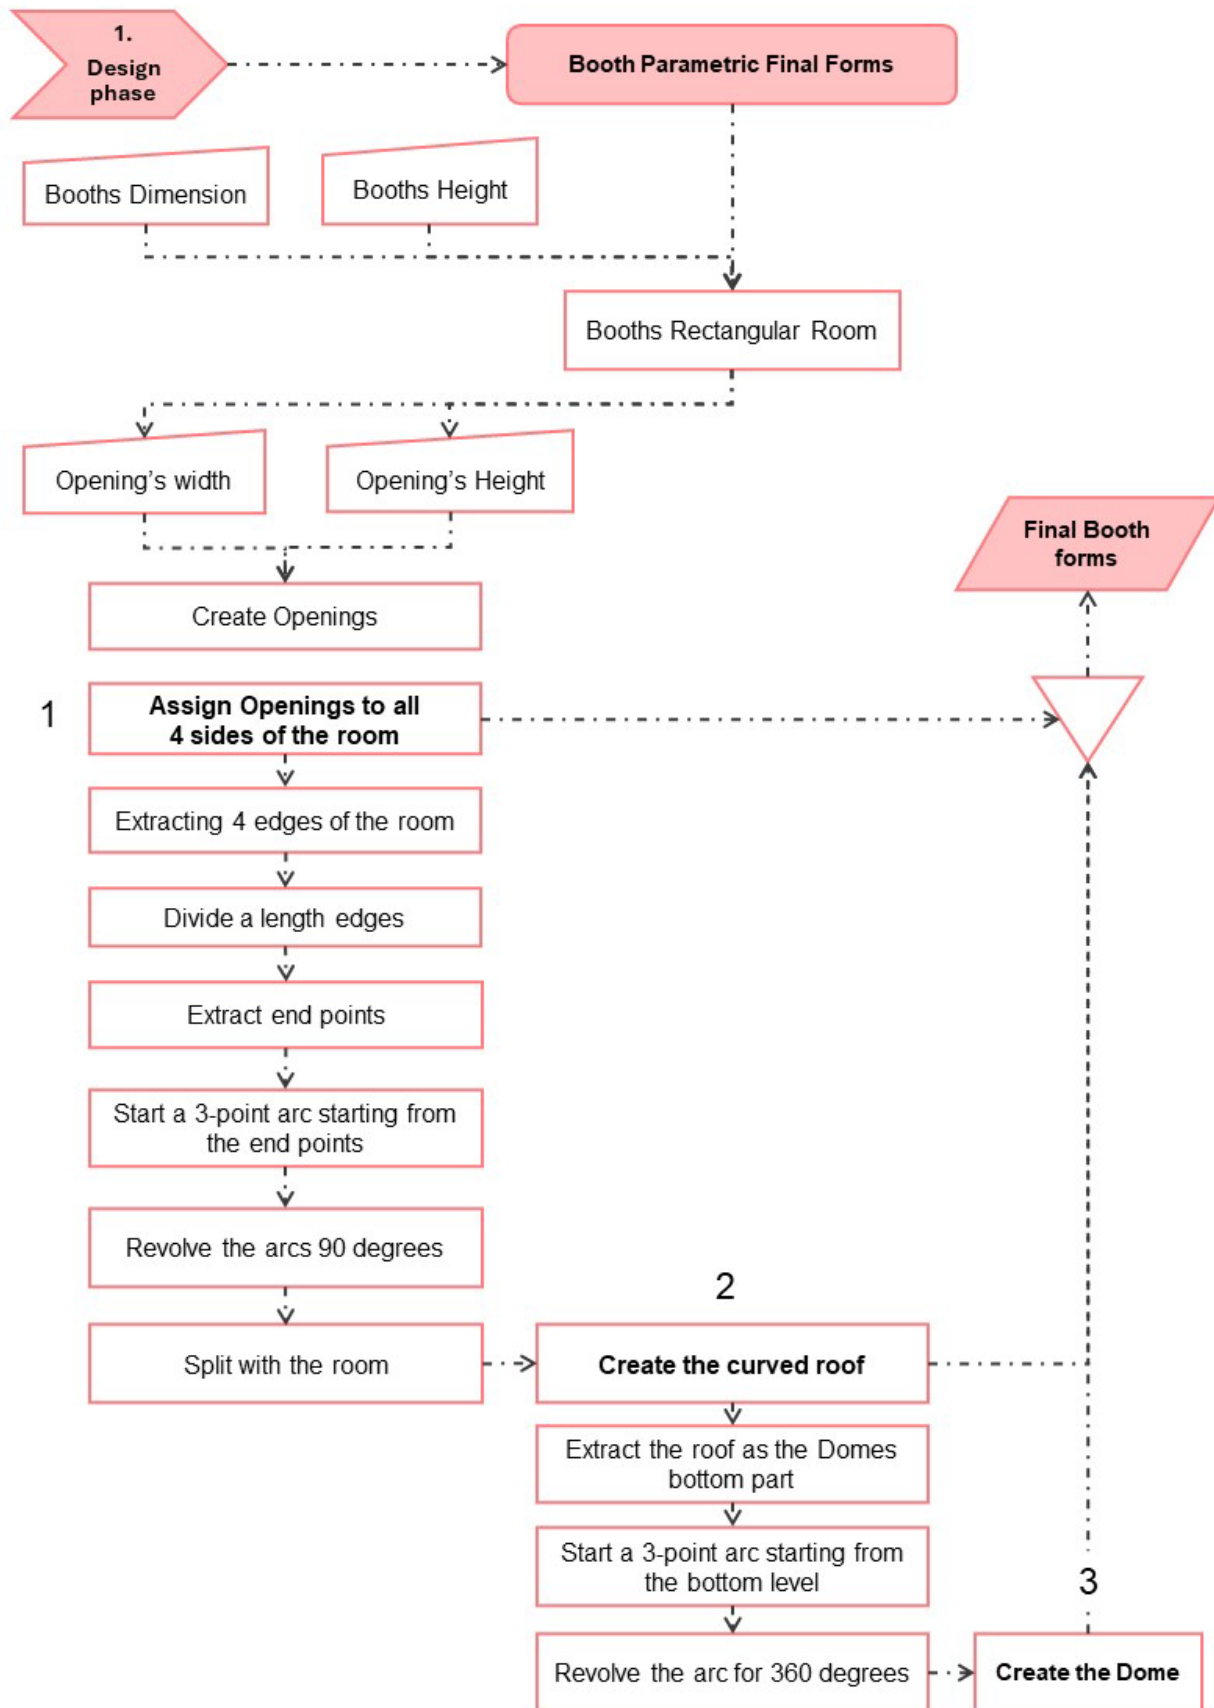 1.
Design
phase
Booth Parametric Final Forms
Booths Dimension
Booths Height
Booths Rectangular Room
Opening’s width
Opening’s Height
Create Openings
Final Booth
forms
1
Assign Openings to all
4 sides of the room
Extracting 4 edges of the room
Divide a length edges
Extract end points
Start a 3-point arc starting from
the end points
Revolve the arcs 90 degrees
Split with the room
2
Create the curved roof
Extract the roof as the Domes
bottom part
Start a 3-point arc starting from
the bottom level
Revolve the arc for 360 degrees
3
Create the Dome